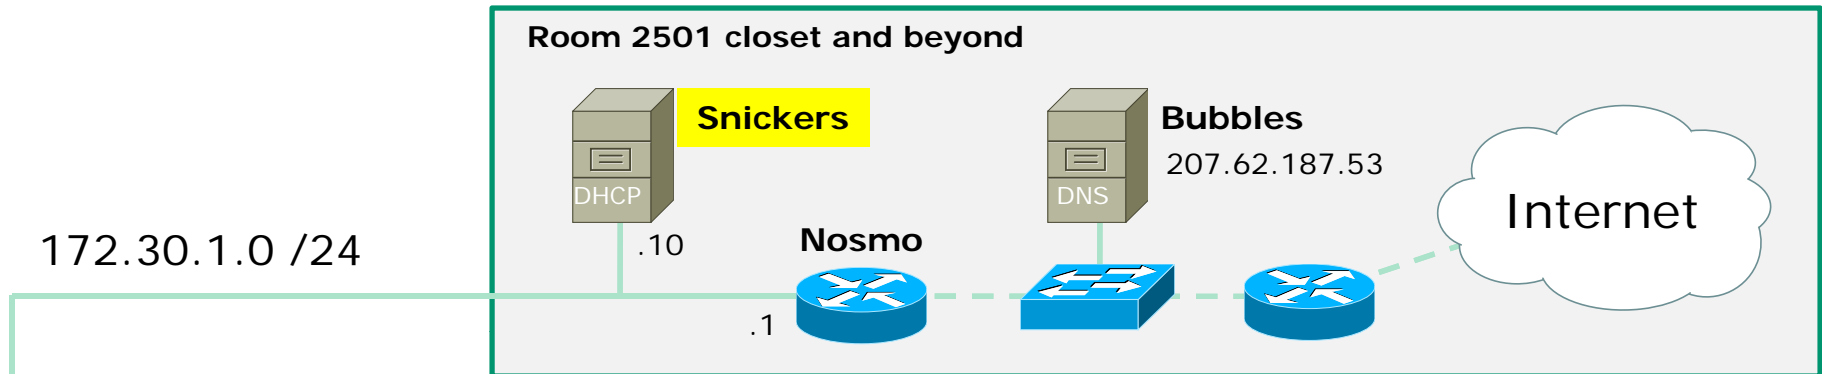 Room 2501 closet and beyond
Snickers
Bubbles
207.62.187.53
DHCP
DNS
Internet
172.30.1.0 /24
.10
Nosmo
.1